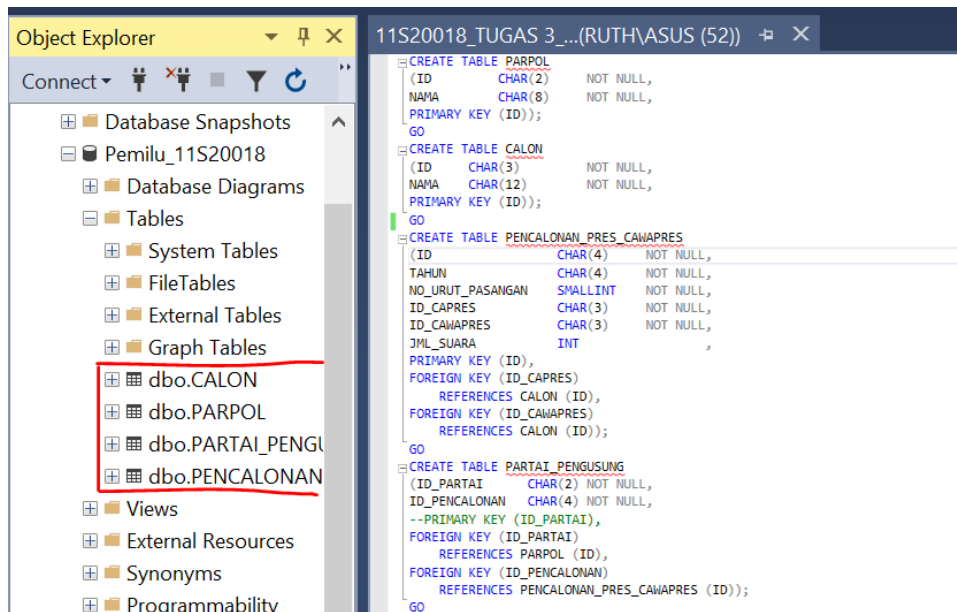 Object Explorer
Connect
Database Snapshots
Pemilu_11S20018
Database Diagrams
Tables
System Tables
FileTables
External Tables
Graph Tables
dbo.CALON
dbo.PARPOL
dbo.PARTAI_PENGU
dbo.PENCALONAN
Views
External Resources
Synonyms
Programmability
11S20018_TUGAS 3_...(RUTH\ASUS (52))
CREATE TABLE PARPOL
(ID CHAR(2) NOT NULL,
NAMA CHAR(8) NOT NULL,
PRIMARY KEY (ID));
GO
CREATE TABLE CALON
(ID CHAR(3) NOT NULL,
NAMA CHAR(12) NOT NULL,
PRIMARY KEY (ID));
GO
CREATE TABLE PENCALONAN_PRES_CAWAPRES
(ID CHAR(4) NOT NULL,
TAHUN CHAR(4) NOT NULL,
NO_URUT_PASANGAN SMALLINT NOT NULL,
ID_CAPRES CHAR(3) NOT NULL,
ID_CAWAPRES CHAR(3) NOT NULL,
JML_SUARA INT ,
PRIMARY KEY (ID),
FOREIGN KEY (ID_CAPRES)
REFERENCES CALON (ID),
FOREIGN KEY (ID_CAWAPRES)
REFERENCES CALON (ID));
GO
CREATE TABLE PARTAI_PENGUSUNG
(ID_PARTAI CHAR(2) NOT NULL,
ID_PENCALONAN CHAR(4) NOT NULL,
--PRIMARY KEY (ID_PARTAI),
FOREIGN KEY (ID_PARTAI)
REFERENCES PARPOL (ID),
FOREIGN KEY (ID_PENCALONAN)
REFERENCES PENCALONAN_PRES_CAWAPRES (ID));
GO